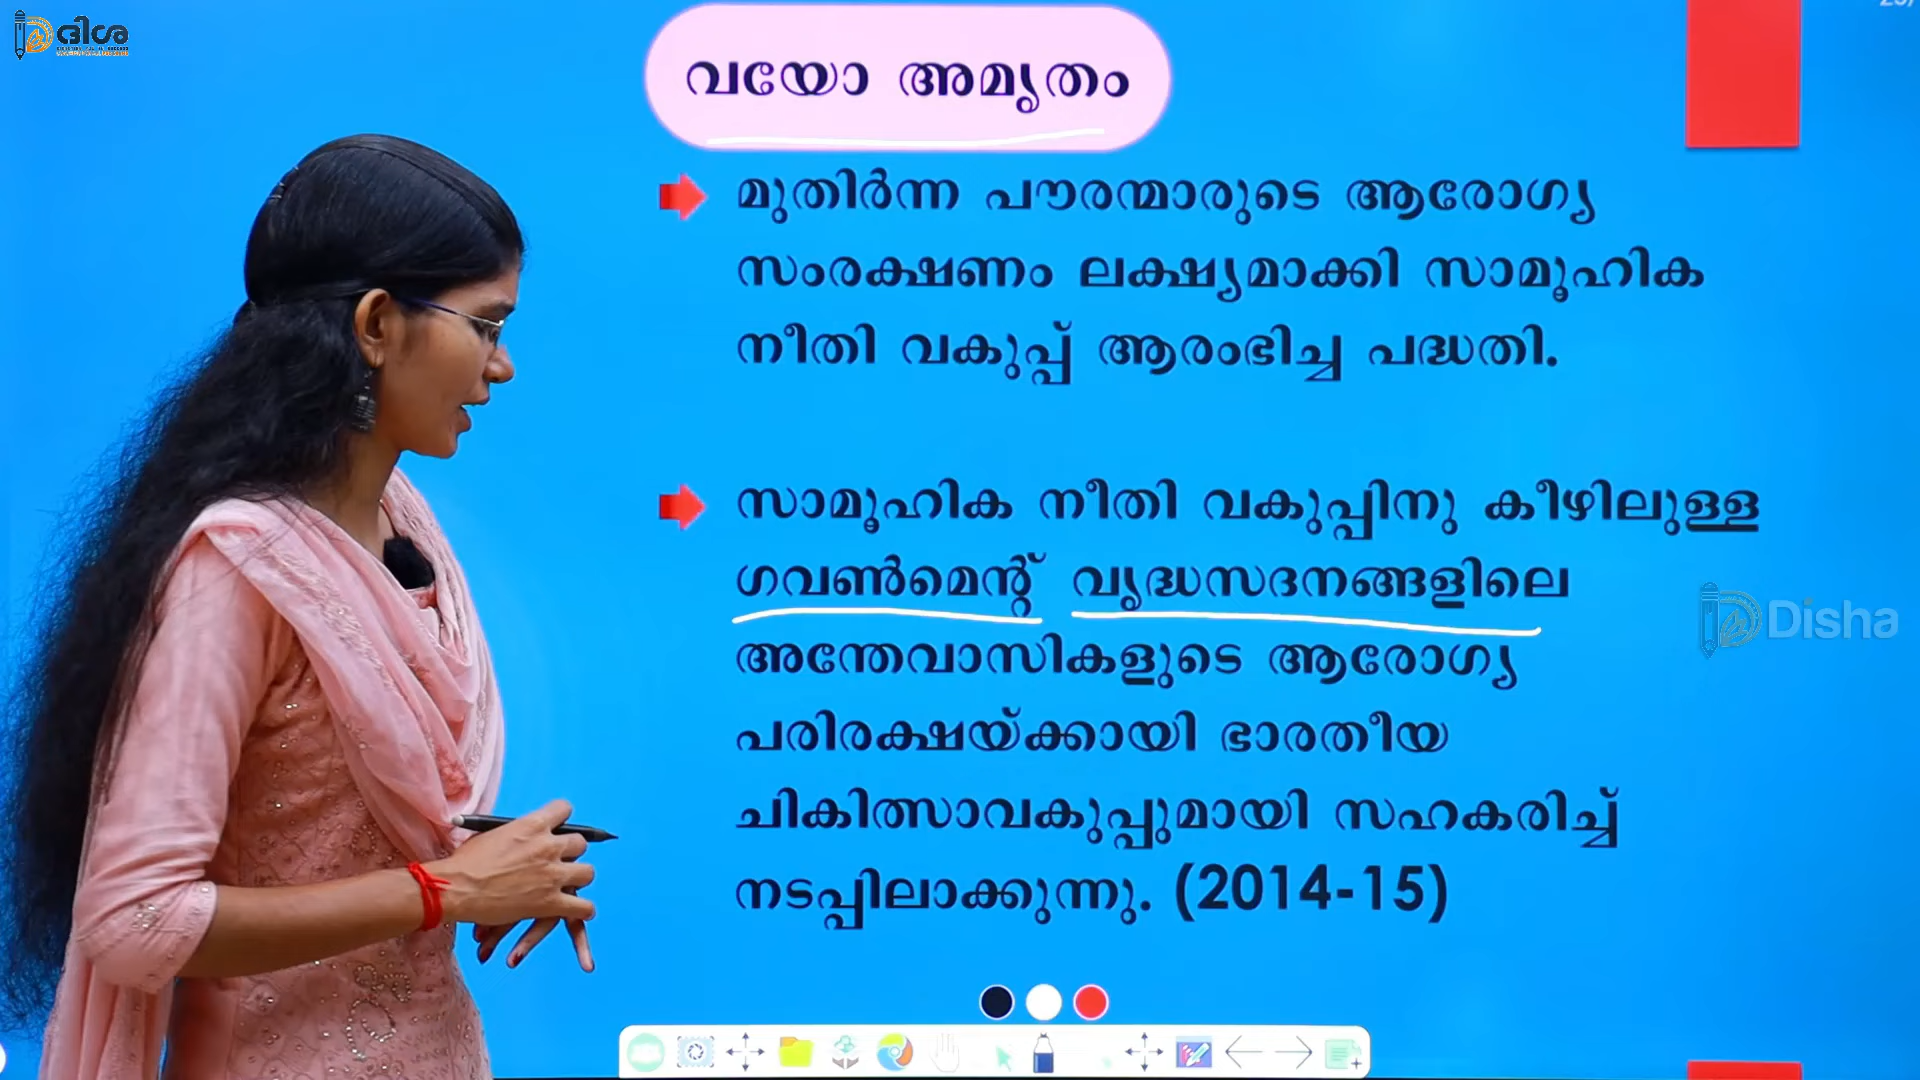 ദിശ
വയോ അമൃതം
മുതിർന്ന പൗരന്മാരുടെ ആരോഗ്യ
സംരക്ഷണം ലക്ഷ്യമാക്കി സാമൂഹിക
നീതി വകുപ്പ് ആരംഭിച്ച പദ്ധതി.
സാമൂഹിക നീതി വകുപ്പിനു കീഴിലുള്ള
ഗവൺമെന്റ് വൃദ്ധസദനങ്ങളിലെ
അന്തേവാസികളുടെ ആരോഗ്യ
പരിരക്ഷയ്ക്കായി ഭാരതീയ
ചികിത്സാവകുപ്പുമായി സഹകരിച്ച്
നടപ്പിലാക്കുന്നു. (2014-15)
Disha